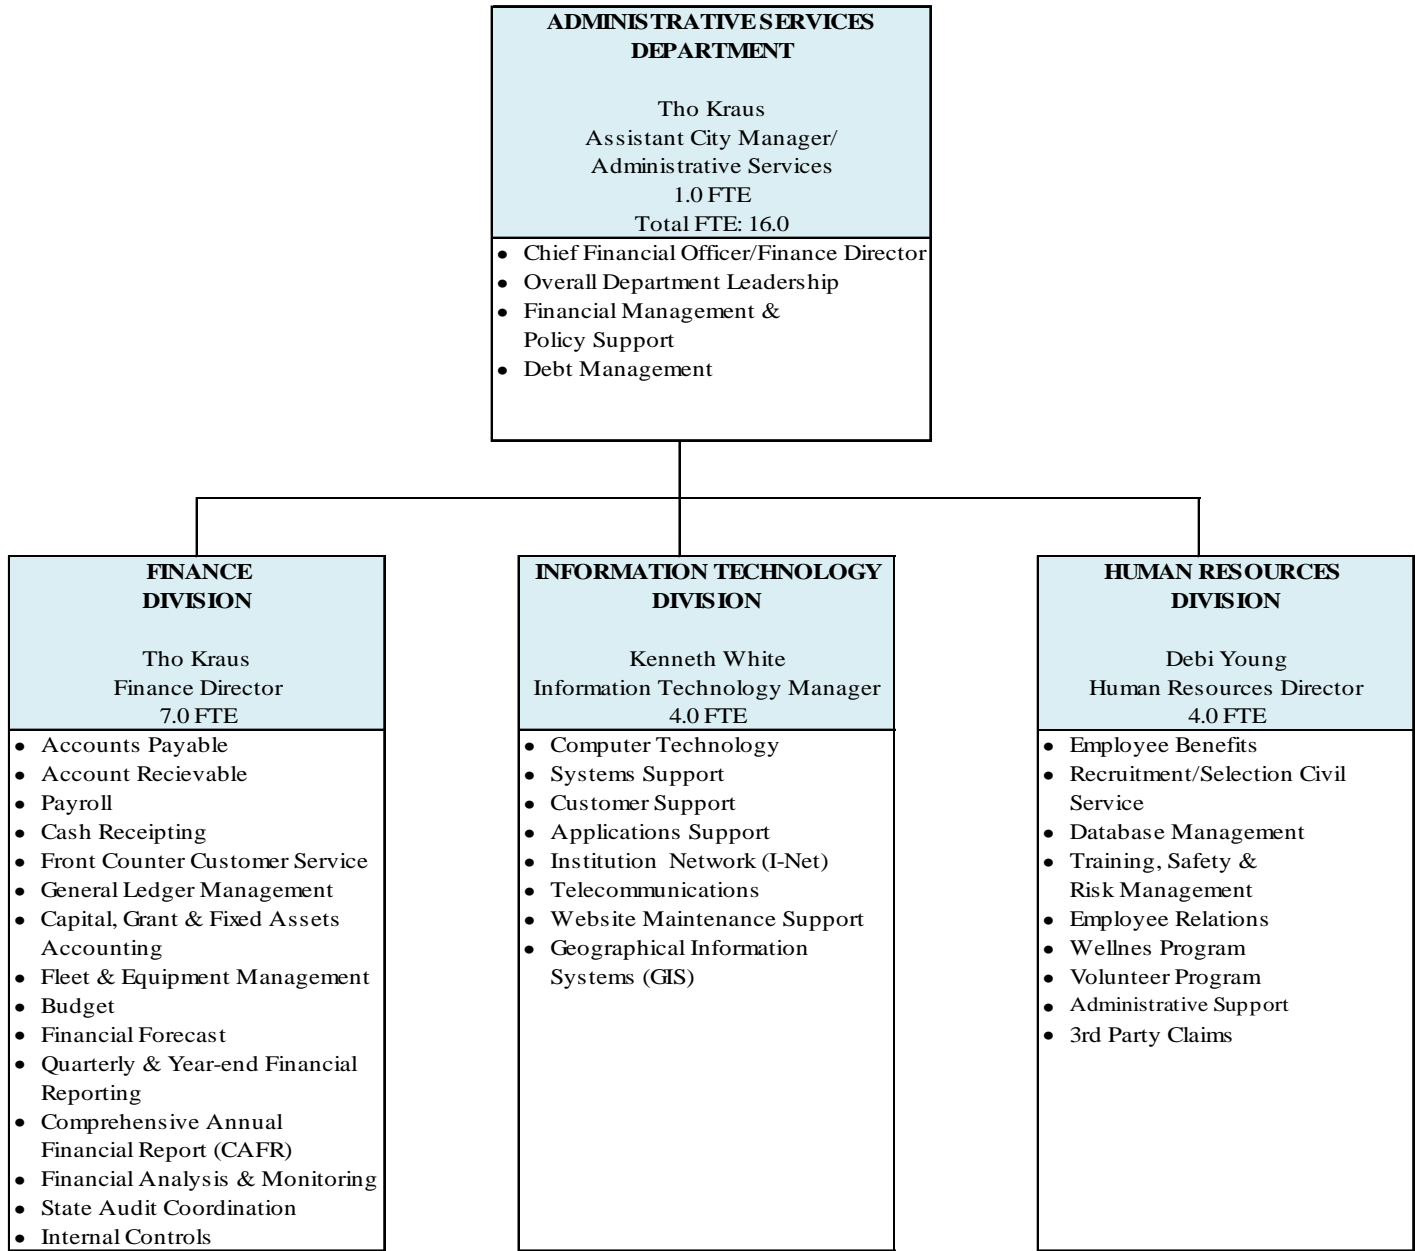 ADMINISTRATIVE SERVICES
DEPARTMENT
Tho Kraus
Assistant City Manager/
Administrative Services
1.0 FTE
Total FTE: 16.0
• Chief Financial Officer/Finance Director
• Overall Department Leadership
• Financial Management &
Policy Support
• Debt Management
FINANCE
DIVISION
Tho Kraus
Finance Director
7.0 FTE
• Accounts Payable
• Account Recievable
• Payroll
• Cash Receipting
• Front Counter Customer Service
• General Ledger Management
• Capital, Grant & Fixed Assets
Accounting
• Fleet & Equipment Management
• Budget
• Financial Forecast
• Quarterly & Year-end Financial
Reporting
• Comprehensive Annual
Financial Report (CAFR)
• Financial Analysis & Monitoring
• State Audit Coordination
• Internal Controls
INFORMATION TECHNOLOGY
DIVISION
Kenneth White
Information Technology Manager
4.0 FTE
• Computer Technology
• Systems Support
• Customer Support
• Applications Support
• Institution Network (I-Net)
• Telecommunications
• Website Maintenance Support
• Geographical Information
Systems (GIS)
HUMAN RESOURCES
DIVISION
Debi Young
Human Resources Director
4.0 FTE
• Employee Benefits
• Recruitment/Selection Civil
Service
• Database Management
• Training, Safety &
Risk Management
• Employee Relations
• Wellnes Program
• Volunteer Program
• Administrative Support
• 3rd Party Claims